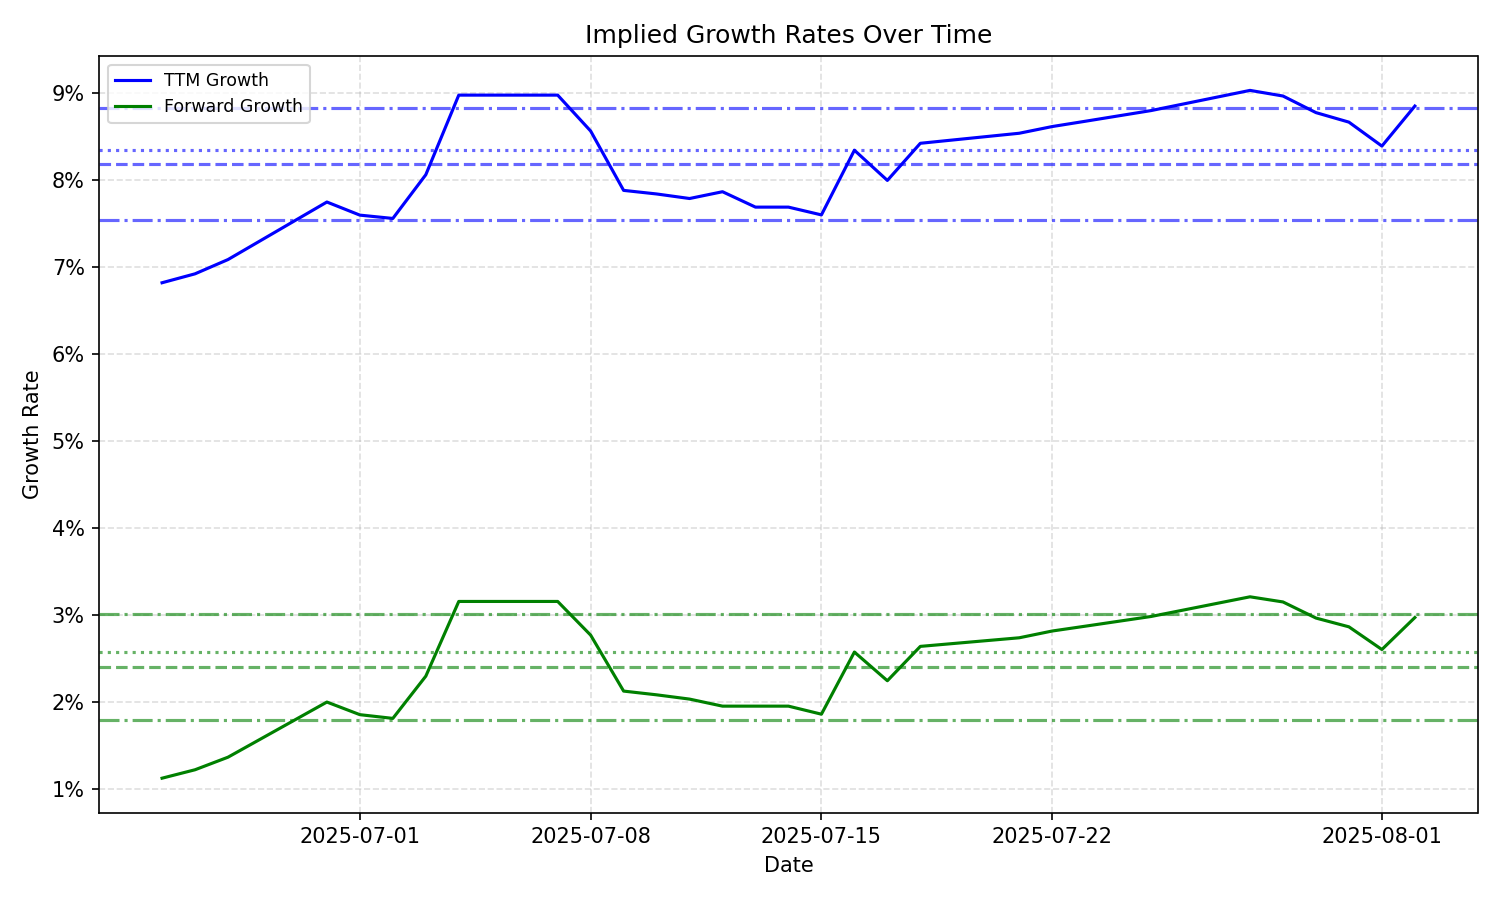 Implied Growth Rates Over Time
TTM Growth
Forward Growth
9%
8%
7%
6%
5%
4%
3%
2%
1%
Growth Rate
2025-07-01
2025-07-08
2025-07-15
2025-07-22
2025-08-01
Date